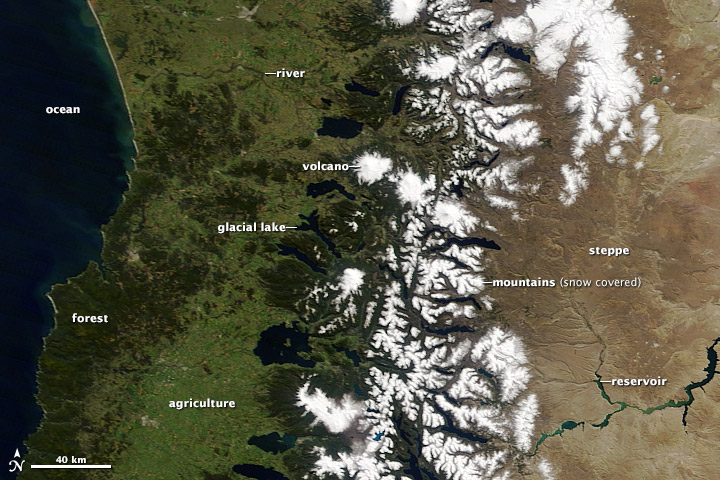 river
ocean
volcano
glacial lake
steppe
mountains (snow covered)
forest
reservoir
agriculture
N
40 km